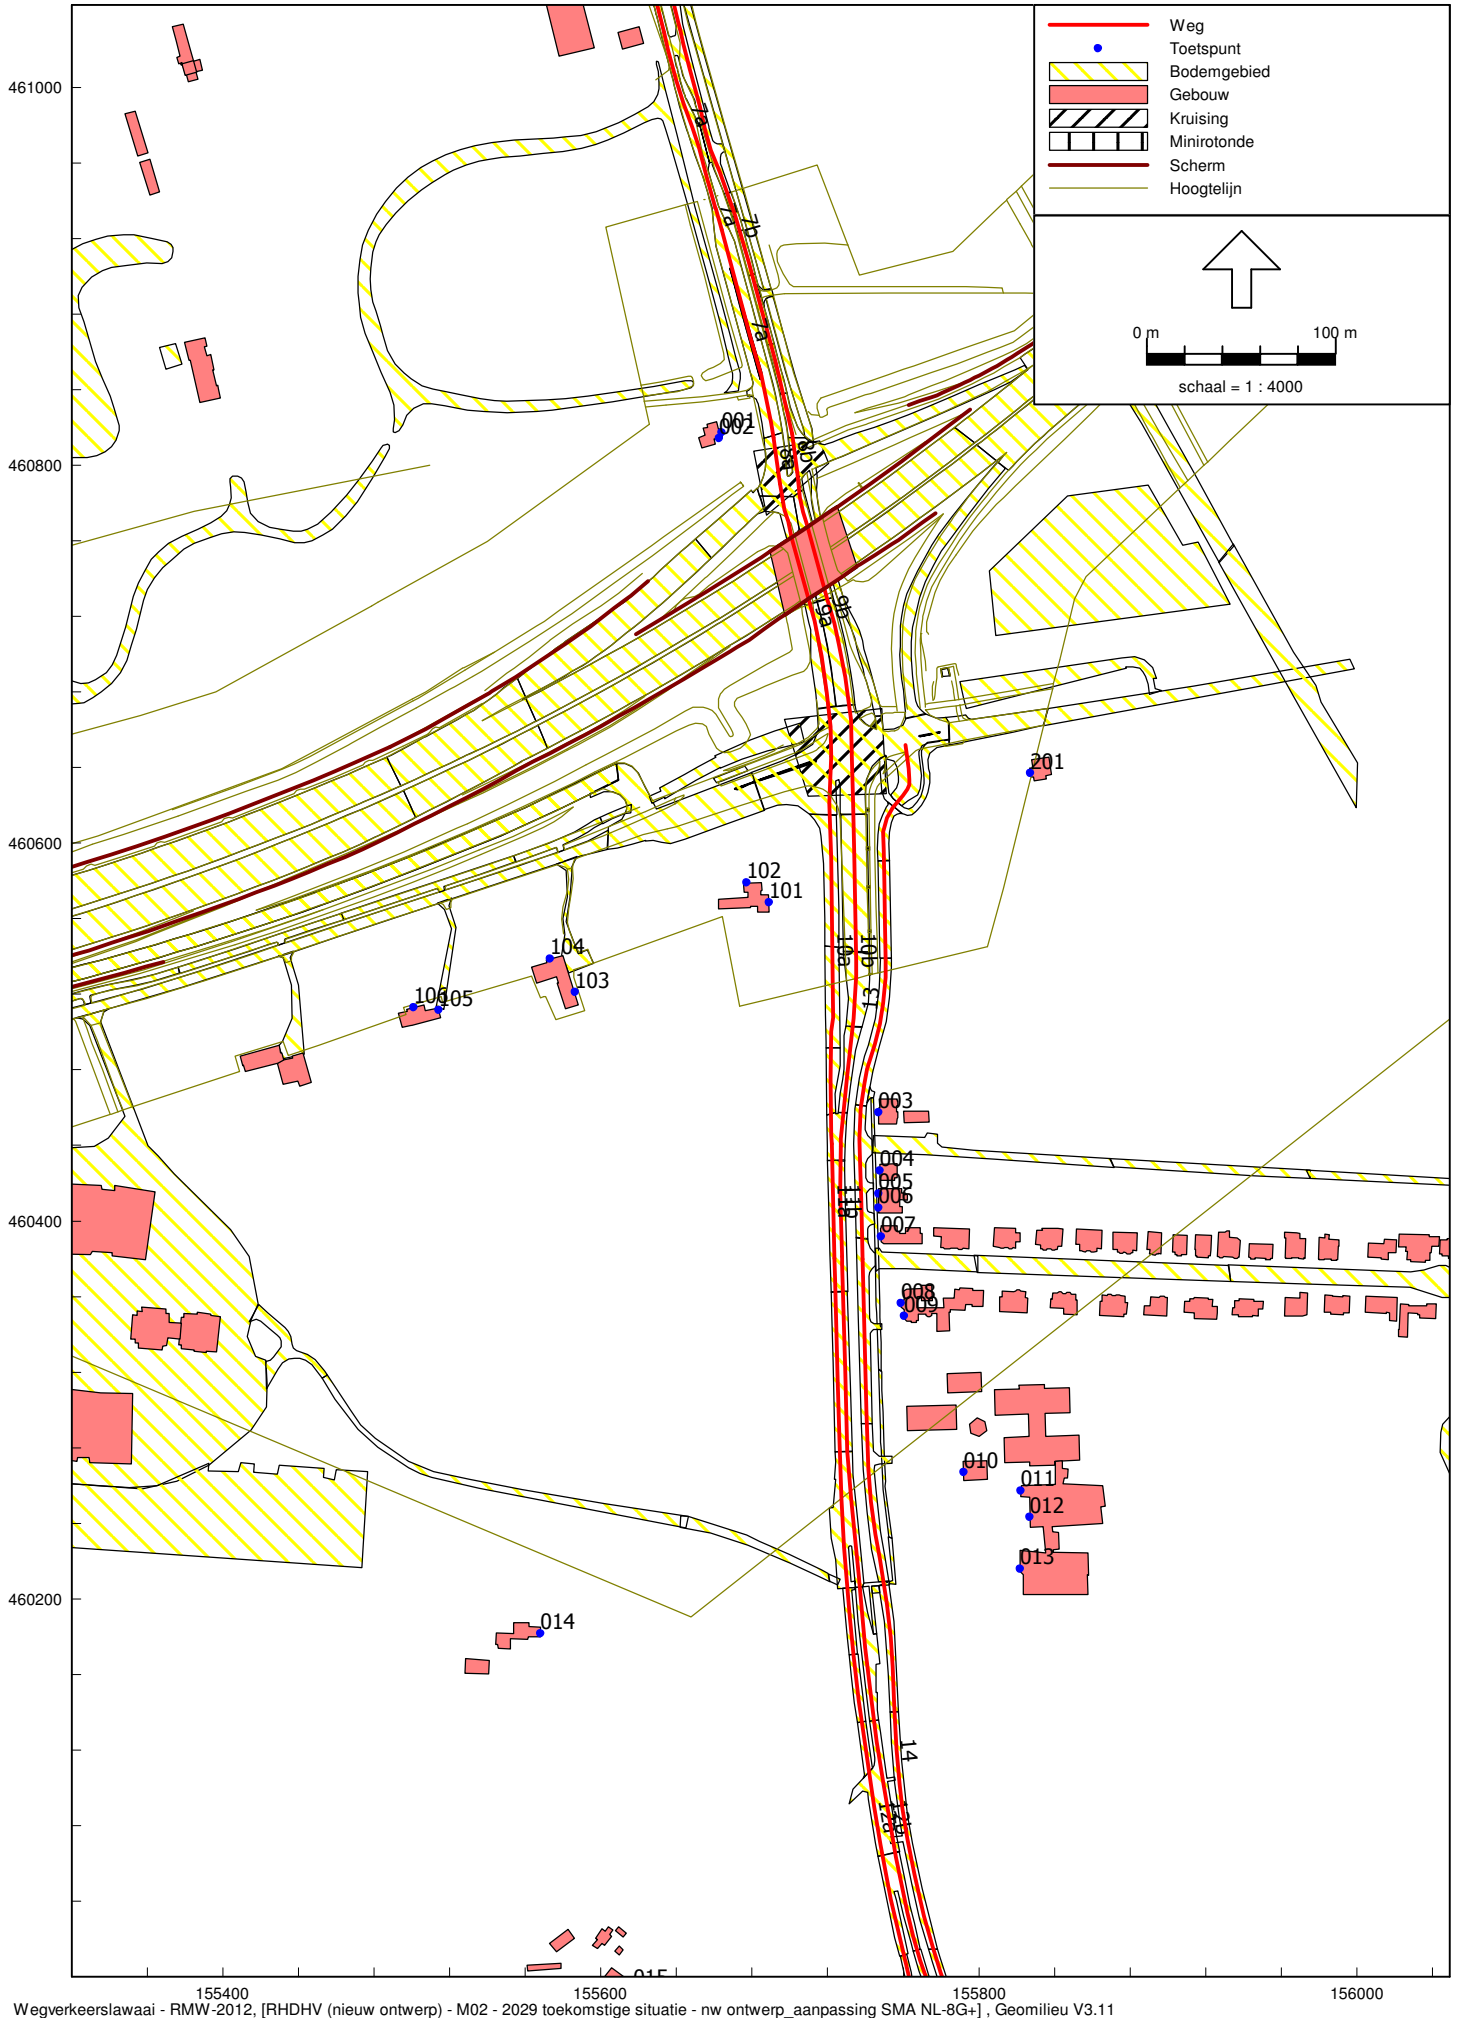 Weg
Toetspunt
Bodemgebied
Gebouw
Kruising
Minirotonde
Scherm
Hoogtelijn
0 m 100 m
schaal = 1 : 4000
461000
460800
460600
460400
460200
7a
7a
7b
7a
001
002
8a
8b
9a
9b
201
102
101
104
103
106
105
10a
10b
13
003
004
005
006
11a
11b
007
008
009
010
011
012
013
014
14
12a
015
155400 155600 155800 156000
Wegverkeerslawaai - RMW-2012, [RHDHV (nieuw ontwerp) - M02 - 2029 toekomstige situatie - nw ontwerp_aanpassing SMA NL-8G+] , Geomilieu V3.11